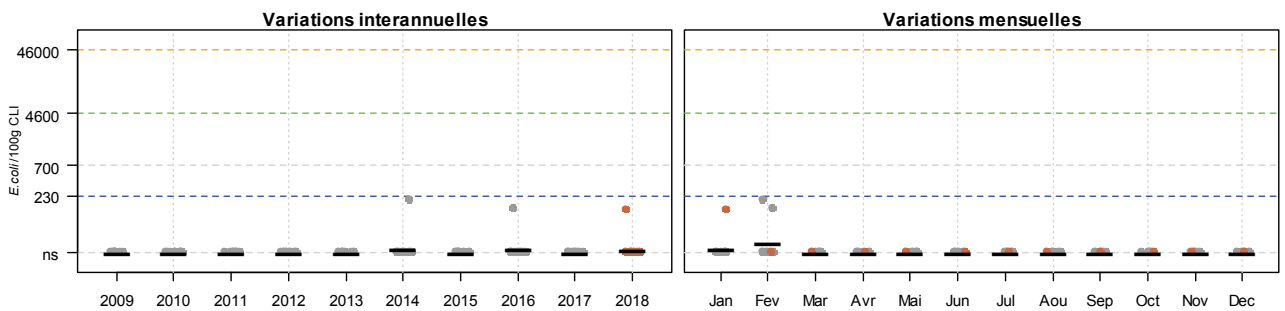 Variations interannuelles
Variations mensuelles
E.coli/100g CLI
46000
4600
700
230
ns
2009 2010 2011 2012 2013 2014 2015 2016 2017 2018
Jan Fev Mar Avr Mai Jun Jul Aou Sep Oct Nov Dec